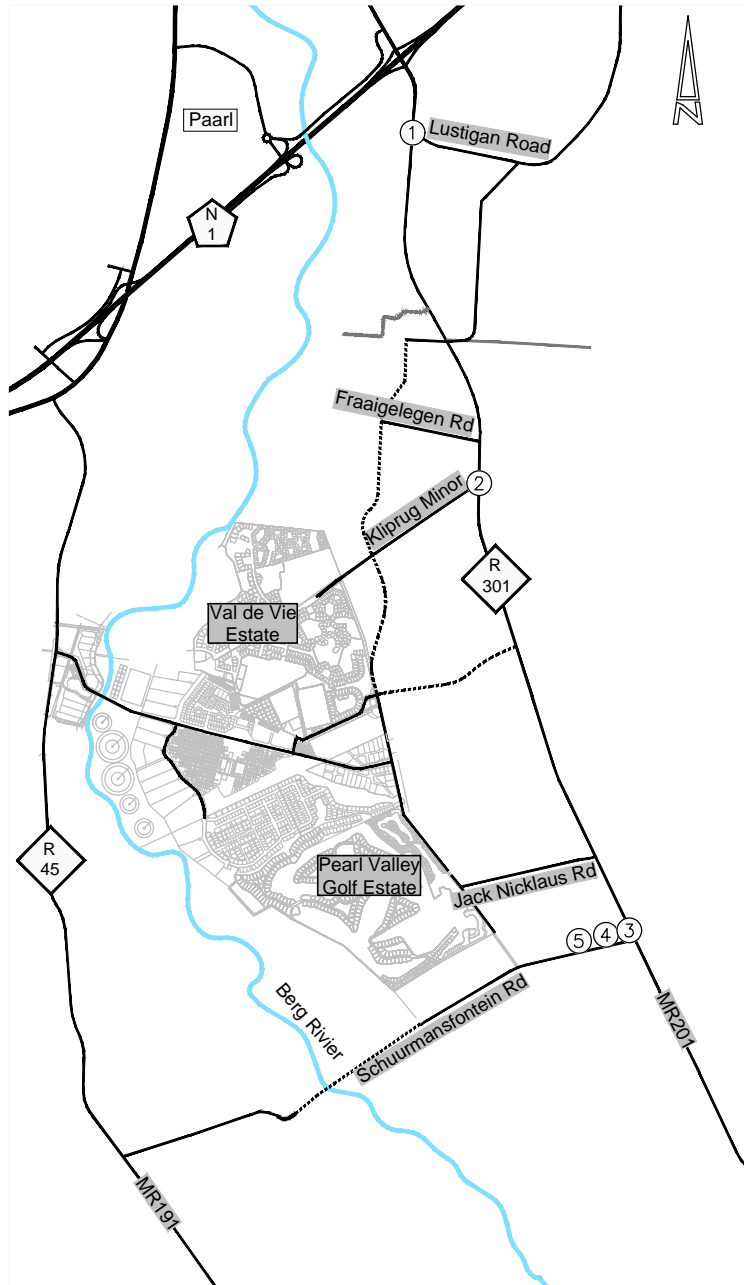 N
Paarl
1
Lustigan Road
N
1
Fraaigelegen Rd
2
Kliprug Minor
R
301
Val de Vie
Estate
R
45
Pearl Valley
Golf Estate
Jack Nicklaus Rd
5
4
3
Berg Rivier
Schuurmansfontein Rd
MR201
MR191